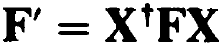 F′ = X†FX